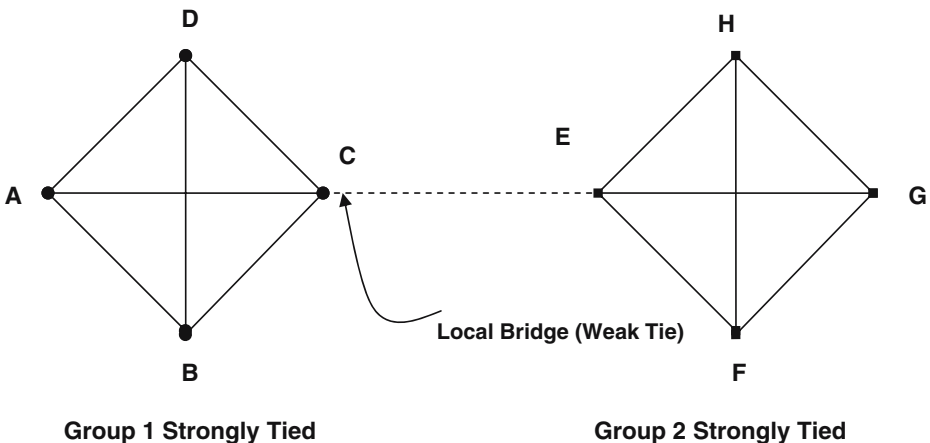 D
H
C
E
A
G
Local Bridge (Weak Tie)
B
F
Group 1 Strongly Tied
Group 2 Strongly Tied